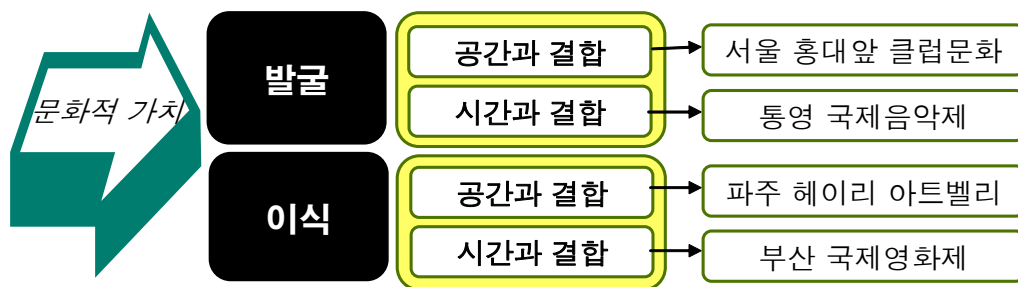 문화적 가치
발굴
공간과 결합
서울 홍대앞 클럽문화
시간과 결합
통영 국제음악제
이식
공간과 결합
파주 헤이리 아트벨리
시간과 결합
부산 국제영화제